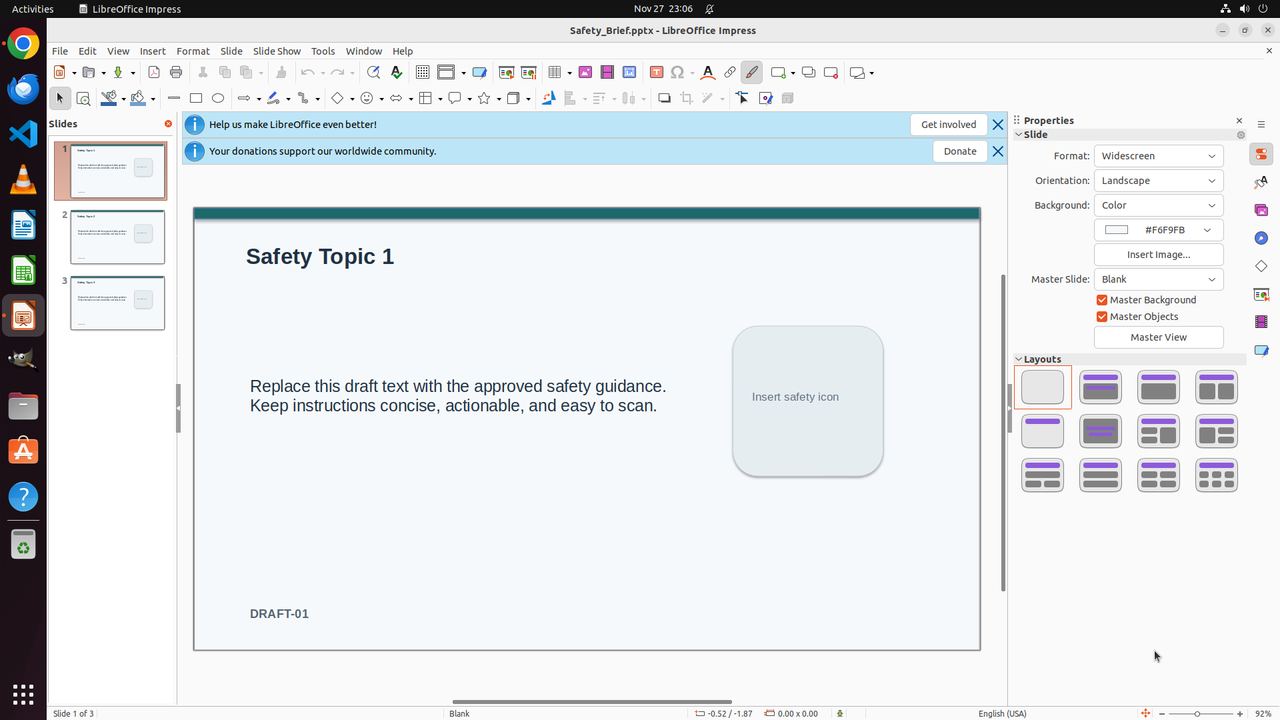 Activities
LibreOffice Impress
Nov 27 23:06
Safety_Brief.pptx - LibreOffice Impress
File Edit View Insert Format Slide Slide Show Tools Window Help
Slides
Help us make LibreOffice even better!
Get involved
Your donations support our worldwide community.
Donate
1
2
3
Safety Topic 1
Replace this draft text with the approved safety guidance.
Keep instructions concise, actionable, and easy to scan.
Insert safety icon
DRAFT-01
Properties
Slide
Format: Widescreen
Orientation: Landscape
Background: Color
#F6F9FB
Insert Image...
Master Slide: Blank
Master Background
Master Objects
Master View
Layouts
Slide 1 of 3
Blank
-0.52 / -1.87
0.00 x 0.00
English (USA)
92%